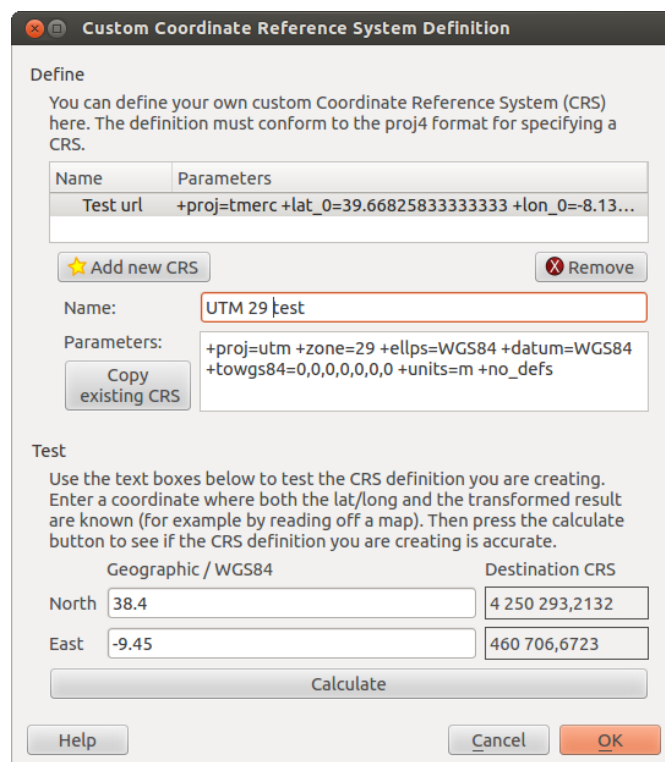 Custom Coordinate Reference System Definition
Define
You can define your own custom Coordinate Reference System (CRS)
here. The definition must conform to the proj4 format for specifying a
CRS.
Name Parameters
Test url +proj=tmerc +lat_0=39.66825833333333 +lon_0=-8.13...
Add new CRS Remove
Name: UTM 29 test
Parameters: +proj=utm +zone=29 +ellps=WGS84 +datum=WGS84
+towgs84=0,0,0,0,0,0,0 +units=m +no_defs
Copy
existing CRS
Test
Use the text boxes below to test the CRS definition you are creating.
Enter a coordinate where both the lat/long and the transformed result
are known (for example by reading off a map). Then press the calculate
button to see if the CRS definition you are creating is accurate.
Geographic / WGS84 Destination CRS
North 38.4 4 250 293,2132
East -9.45 460 706,6723
Calculate
Help Cancel OK